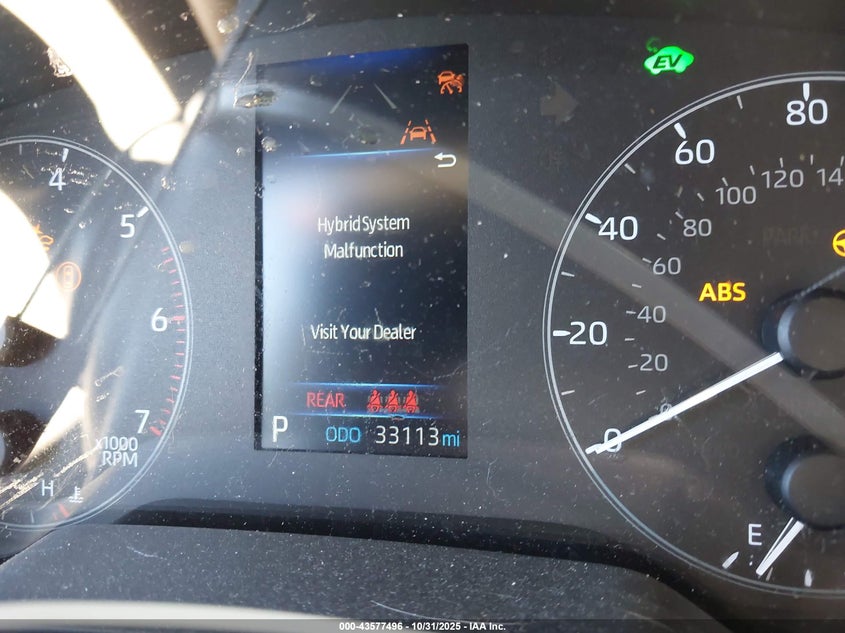 EV
4
5
6
7
x1000
RPM
H
Hybrid System
Malfunction
Visit Your Dealer
REAR
P ODO 33113 mi
80
60
40
20
0
120
100
80
60
40
20
0
ABS
E
000-43577496 - 10/31/2025 - IAA Inc.